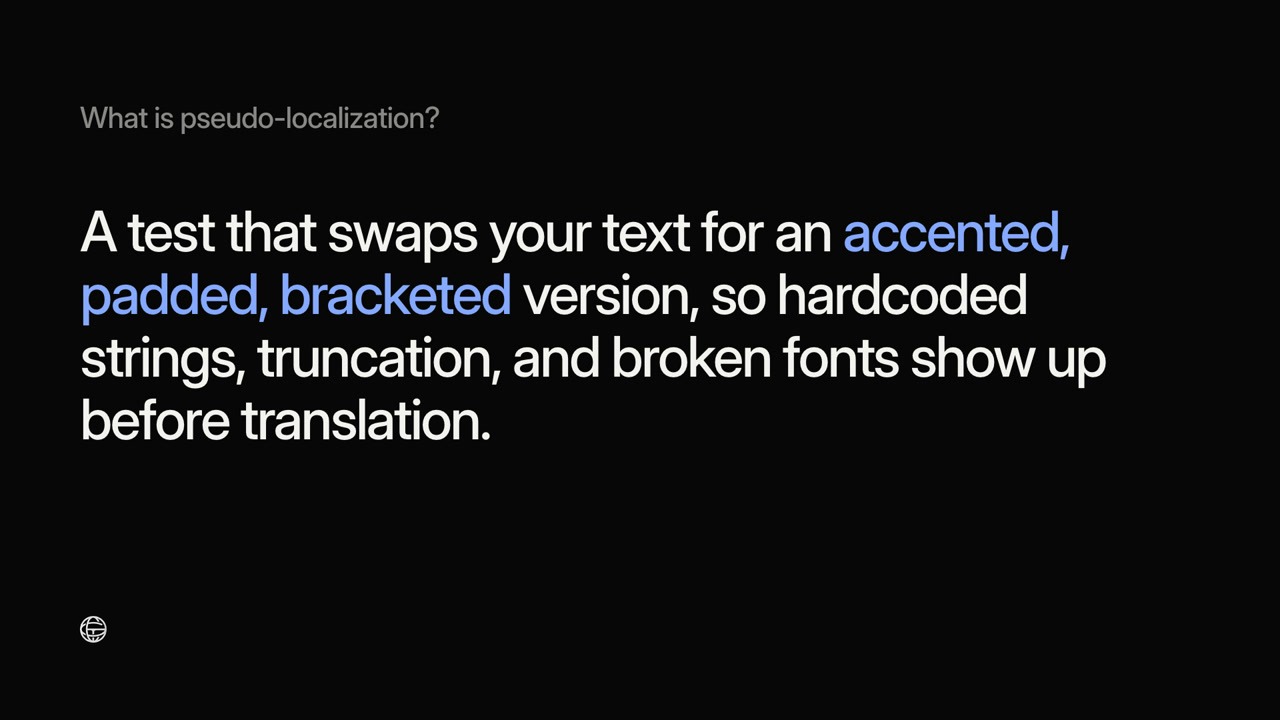 What is pseudo-localization?
A test that swaps your text for an accented,
padded, bracketed version, so hardcoded
strings, truncation, and broken fonts show up
before translation.